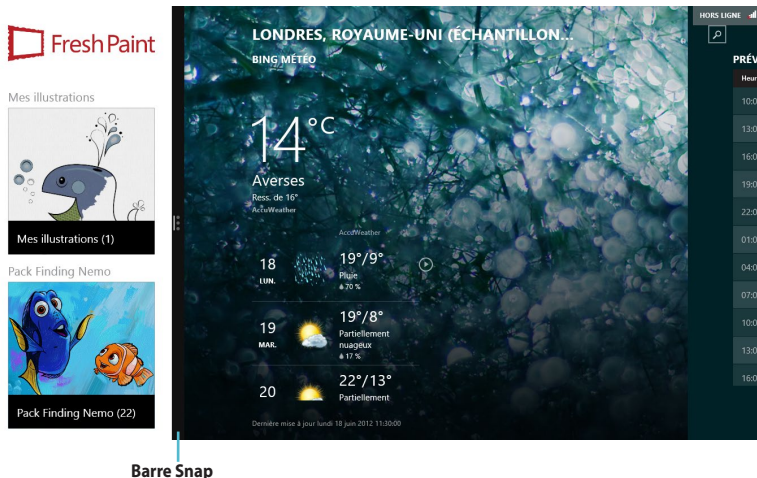 Fresh Paint
Mes illustrations
Mes illustrations (1)
Pack Finding Nemo
Pack Finding Nemo (22)
LONDRES, ROYAUME-UNI (ÉCHANTILLON...
BING MÉTÉO
14°C
Averses
Ress. de 16°
AccuWeather
AccuWeather
18 19°/9°
LUN. Pluie
70 %
19 19°/8°
MAR. Partiellement
nuageux
17 %
20 22°/13°
Partiellement
Dernière mise à jour lundi 18 juin 2012 11:30:00
HORS LIGNE
PRÉV
Heur
10:0
13:0
16:0
19:0
22:0
01:0
04:0
07:0
10:0
13:0
16:0
Barre Snap